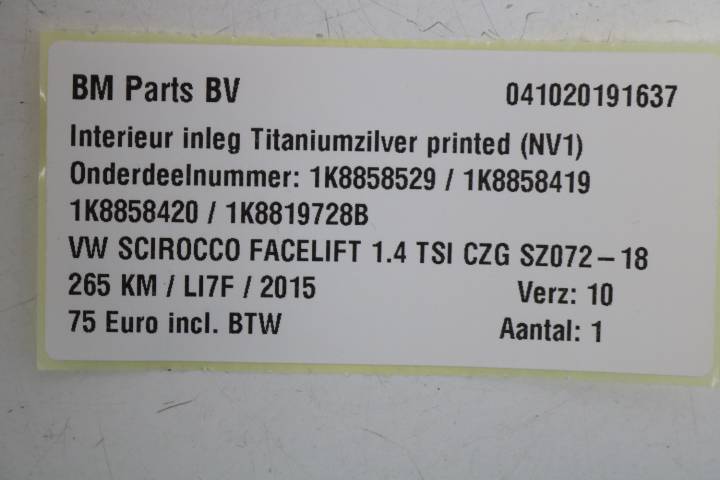 BM Parts BV 041020191637
Interieur inleg Titaniumzilver printed (NV1)
Onderdeelnummer: 1K8858529 / 1K8858419
1K8858420 / 1K8819728B
VW SCIROCCO FACELIFT 1.4 TSI CZG SZ072-18
265 KM / LI7F / 2015 Verz: 10
75 Euro incl. BTW Aantal: 1